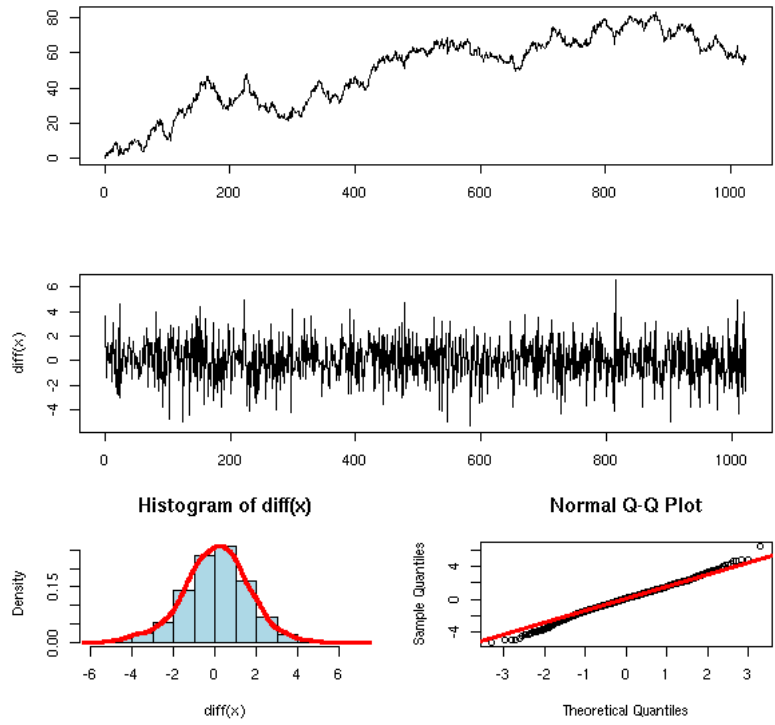 80
60
40
20
0
0 200 400 600 800 1000
6
4
2
0
-2
-4
diff(x)
0 200 400 600 800 1000
Histogram of diff(x)
Density
0.15
0.00
-6 -4 -2 0 2 4 6
diff(x)
Normal Q-Q Plot
Sample Quantiles
4
0
-4
-3 -2 -1 0 1 2 3
Theoretical Quantiles